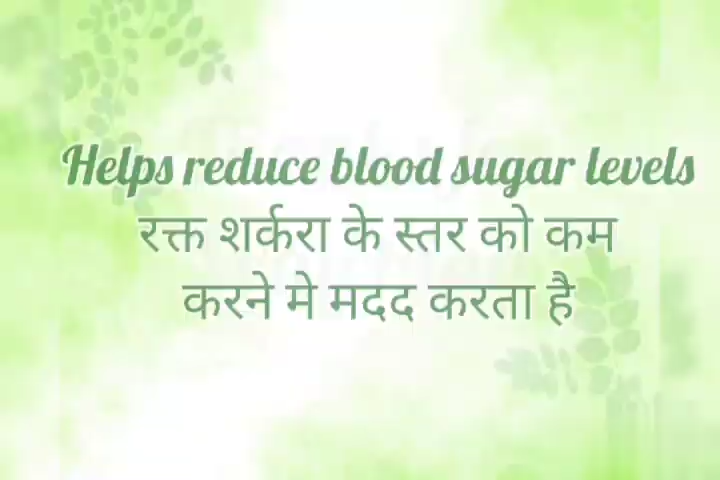 Helps reduce blood sugar levels
रक्त शर्करा के स्तर को कम
करने मे मदद करता है